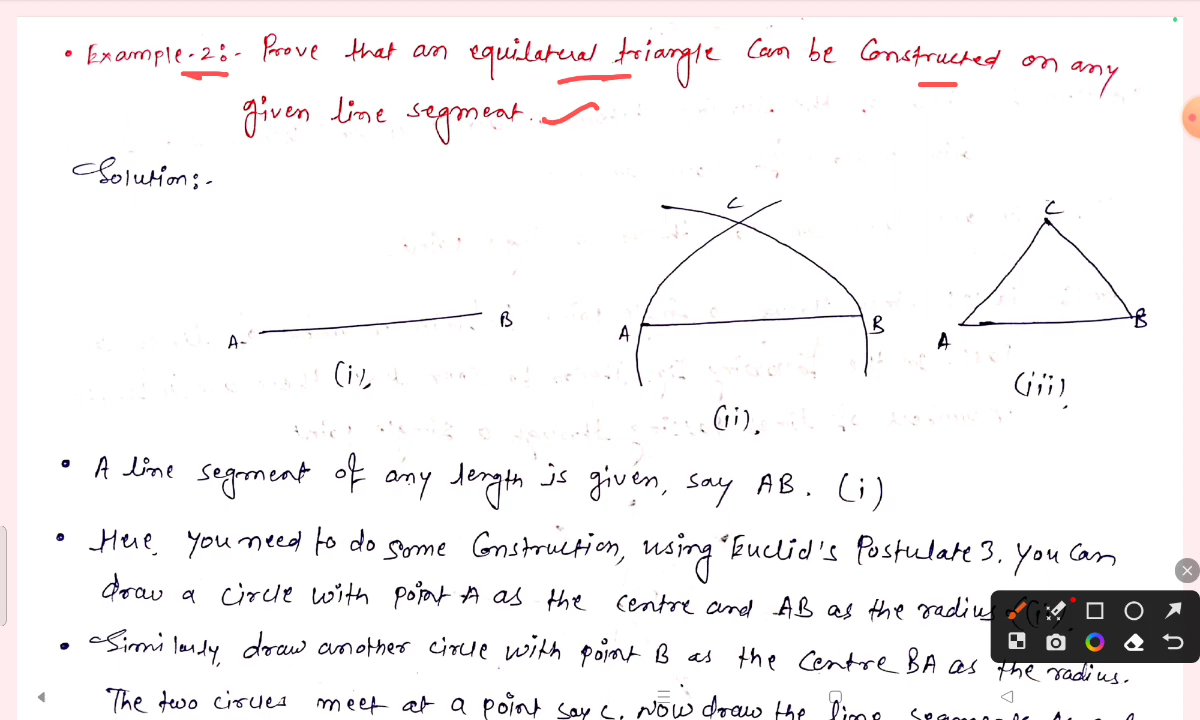 • Example-2:- Prove that an equilateral triangle Can be Constructed on any
given line segment.
Solution:-
C
C
A
B
A
B
A
B
(i),
(ii),
(iii),
• A line segment of any length is given, say AB. (i)
• Here, you need to do some Construction, using Euclid's Postulate 3, you can
draw a circle with point A as the centre and AB as the radius
• Similarly, draw another circle with point B as the centre BA as the radius.
The two circles meet at a point say C. Now draw the line